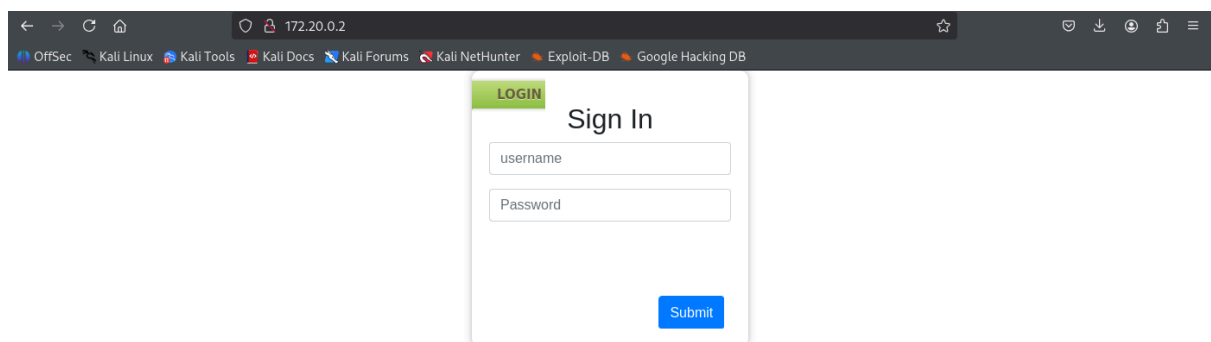 172.20.0.2
OffSec Kali Linux Kali Tools Kali Docs Kali Forums Kali NetHunter Exploit-DB Google Hacking DB
LOGIN
Sign In
username
Password
Submit